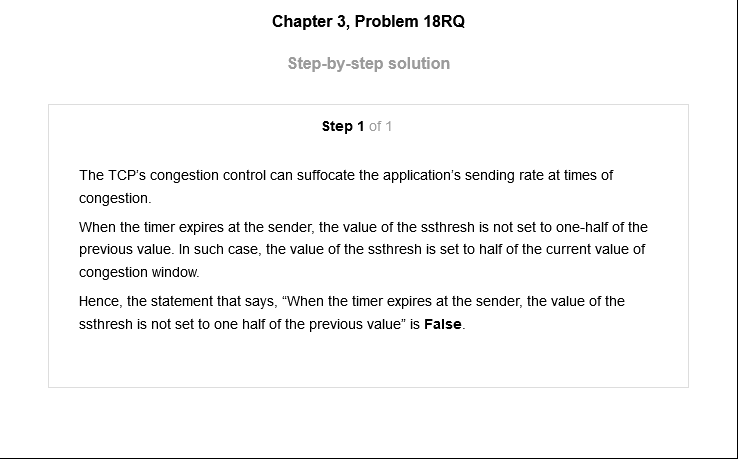 Chapter 3, Problem 18RQ
Step-by-step solution
Step 1 of 1
The TCP's congestion control can suffocate the application's sending rate at times of
congestion.
When the timer expires at the sender, the value of the ssthresh is not set to one-half of the
previous value. In such case, the value of the ssthresh is set to half of the current value of
congestion window.
Hence, the statement that says, “When the timer expires at the sender, the value of the
ssthresh is not set to one half of the previous value” is False.